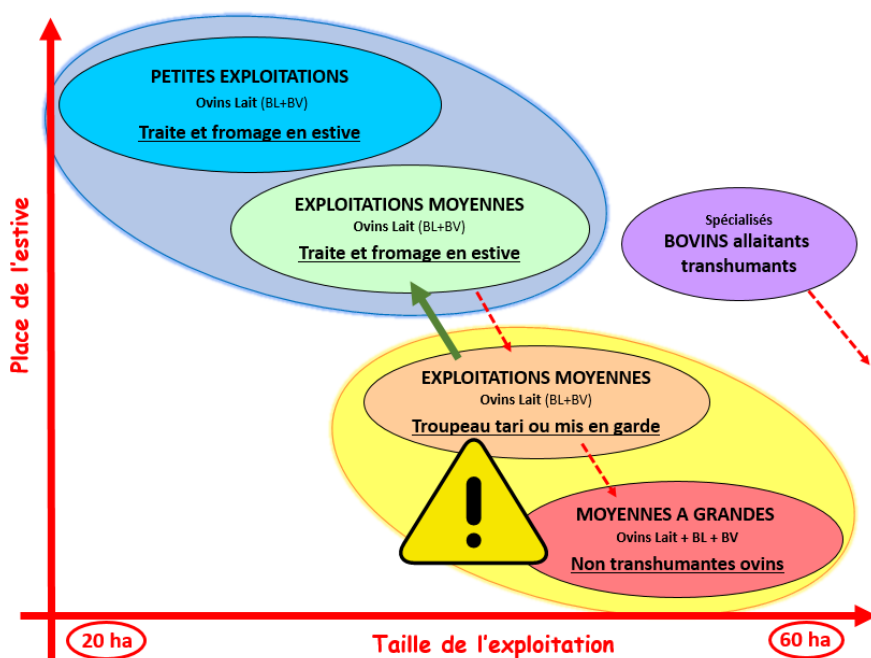 Place de l'estive
PETITES EXPLOITATIONS
Ovins Lait (BL+BV)
Traite et fromage en estive
EXPLOITATIONS MOYENNES
Ovins Lait (BL+BV)
Traite et fromage en estive
Spécialisés
BOVINS allaitants
transhumants
EXPLOITATIONS MOYENNES
Ovins Lait (BL+BV)
Troupeau tari ou mis en garde
!
MOYENNES A GRANDES
Ovins Lait + BL + BV
Non transhumantes ovins
20 ha
Taille de l'exploitation
60 ha